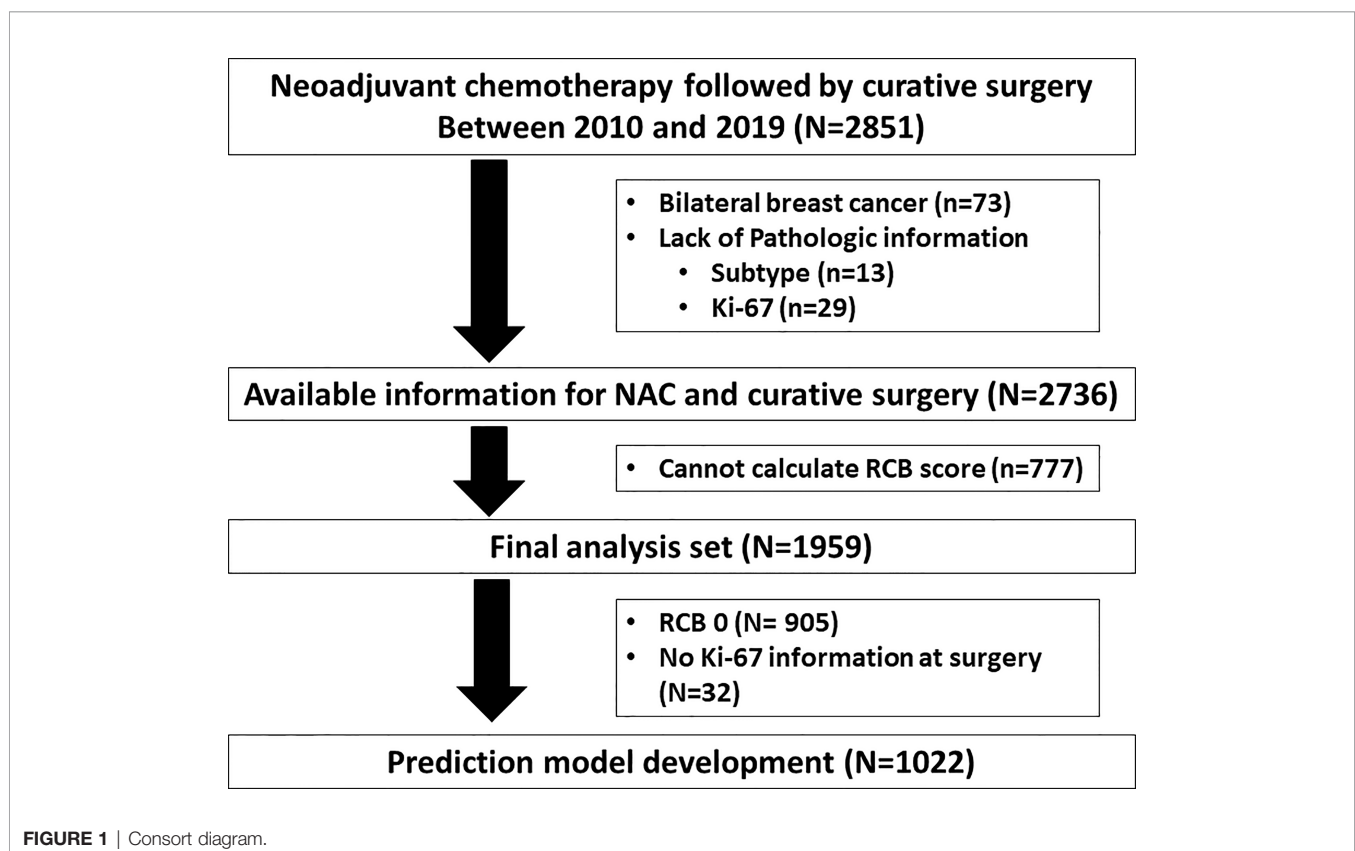 Neoadjuvant chemotherapy followed by curative surgery
Between 2010 and 2019 (N=2851)
• Bilateral breast cancer (n=73)
• Lack of Pathologic information
• Subtype (n=13)
• Ki-67 (n=29)
Available information for NAC and curative surgery (N=2736)
• Cannot calculate RCB score (n=777)
Final analysis set (N=1959)
• RCB 0 (N= 905)
• No Ki-67 information at surgery
(N=32)
Prediction model development (N=1022)
FIGURE 1 | Consort diagram.